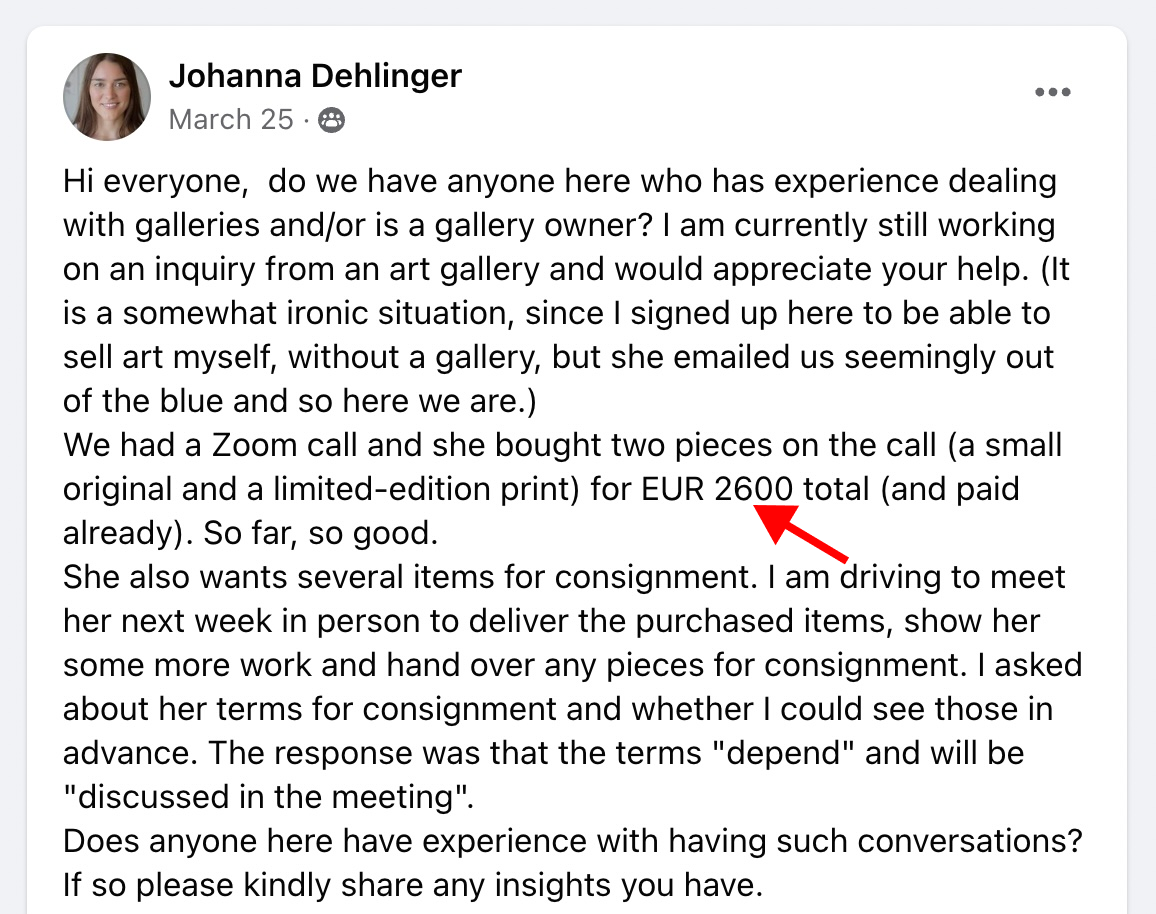 Johanna Dehlinger
March 25 ·
Hi everyone,  do we have anyone here who has experience dealing
with galleries and/or is a gallery owner? I am currently still working
on an inquiry from an art gallery and would appreciate your help. (It
is a somewhat ironic situation, since I signed up here to be able to
sell art myself, without a gallery, but she emailed us seemingly out
of the blue and so here we are.)
We had a Zoom call and she bought two pieces on the call (a small
original and a limited-edition print) for EUR 2600 total (and paid
already). So far, so good.
She also wants several items for consignment. I am driving to meet
her next week in person to deliver the purchased items, show her
some more work and hand over any pieces for consignment. I asked
about her terms for consignment and whether I could see those in
advance. The response was that the terms "depend" and will be
"discussed in the meeting".
Does anyone here have experience with having such conversations?
If so please kindly share any insights you have.